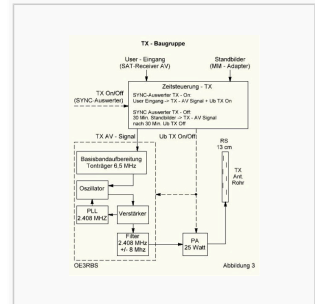 TX - Baugruppe
User - Eingang
(SAT-Receiver AV)
Standbilder
(MM - Adapter)
TX On/Off
(SYNC-Auswerter)
Zeitsteuerung - TX
SYNC-Auswerter TX - On:
User Eingang -> TX - AV Signal + Ub TX On
SYNC Auswerter TX - Off:
30 Min. Standbilder -> TX - AV Signal
nach 30 Min. Ub TX Off
TX AV - Signal
Ub TX On/Off
RS
13 cm
Basisbandaufbereitung
Tonträger 6,5 MHz
TX
Ant.
Rohr
Oszillator
PLL
2.408 MHZ
Verstärker
Filter
2.408 MHz
+/- 8 Mhz
PA
25 Watt
OE3RBS
Abbildung 3